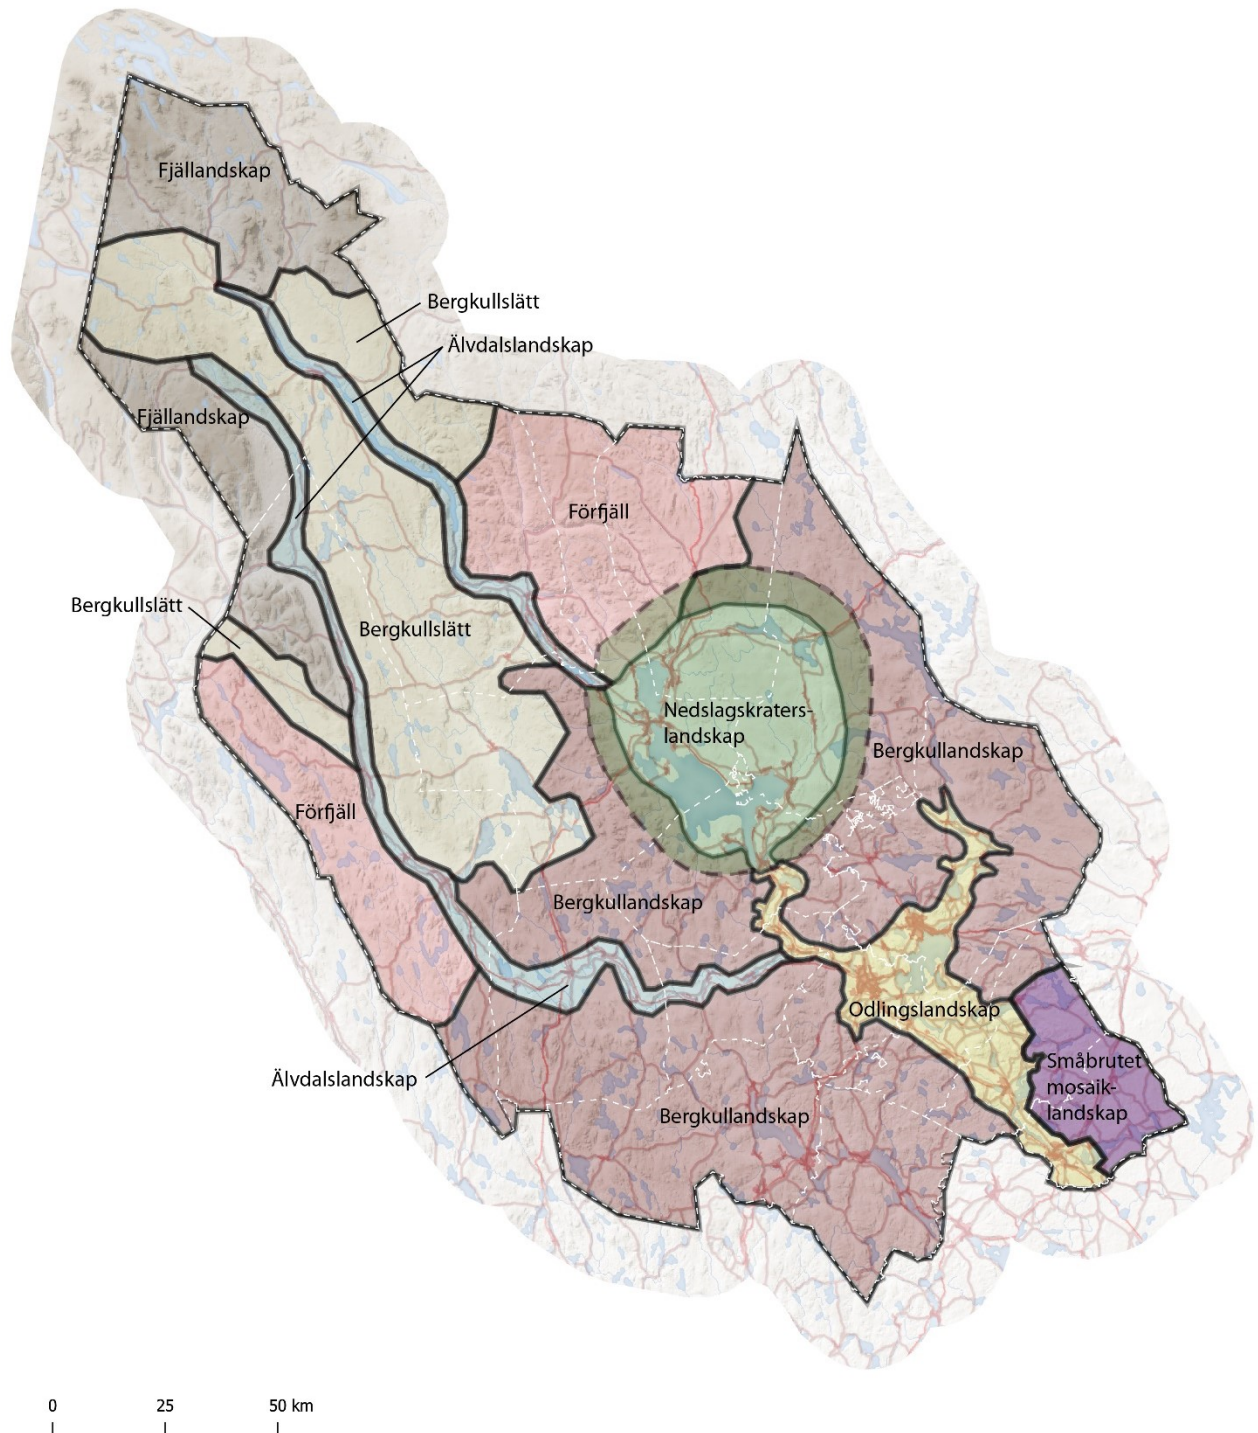 Fjällandskap
Bergkullslätt
Älvdalslandskap
Fjällandskap
Förfjäll
Bergkullslätt
Bergkullslätt
Nedslagskraters-
landskap
Bergkullandskap
Förfjäll
Bergkullandskap
Odlingslandskap
Småbrutet
mosaik-
landskap
Älvdalslandskap
Bergkullandskap
0 25 50 km